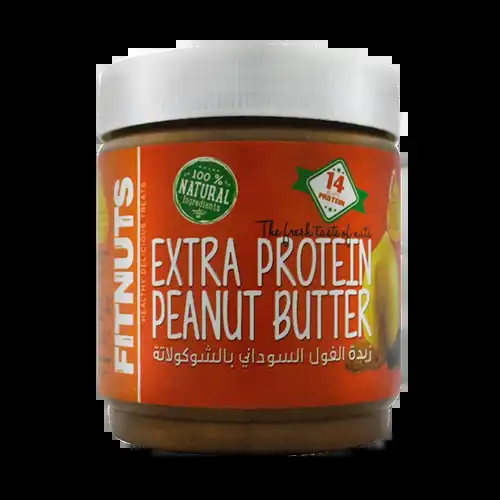 FITNUTS
HEALTHY DELICIOUS TREATS
100 %
NATURAL
Ingredients
14
PROTEIN
The fresh taste of nuts
EXTRA PROTEIN
PEANUT BUTTER
زبدة الفول السوداني بالشوكولاتة